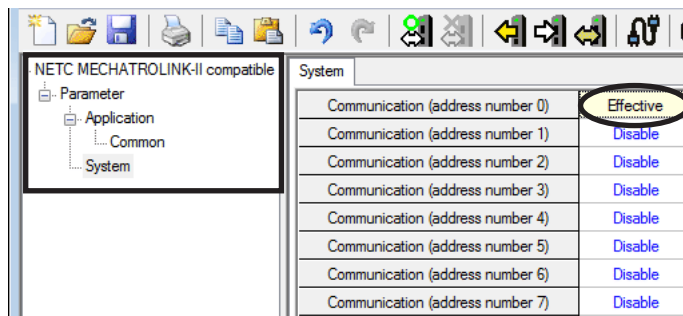 NETC MECHATROLINK-II compatible
Parameter
Application
Common
System
System
Communication (address number 0) Effective
Communication (address number 1) Disable
Communication (address number 2) Disable
Communication (address number 3) Disable
Communication (address number 4) Disable
Communication (address number 5) Disable
Communication (address number 6) Disable
Communication (address number 7) Disable